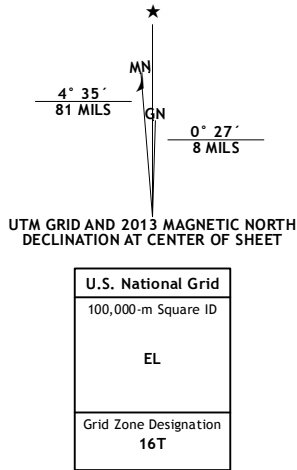 ★
MN
4° 35´
81 MILS
GN
0° 27´
8 MILS
UTM GRID AND 2013 MAGNETIC NORTH
DECLINATION AT CENTER OF SHEET
U.S. National Grid
100,000-m Square ID
EL
Grid Zone Designation
16T